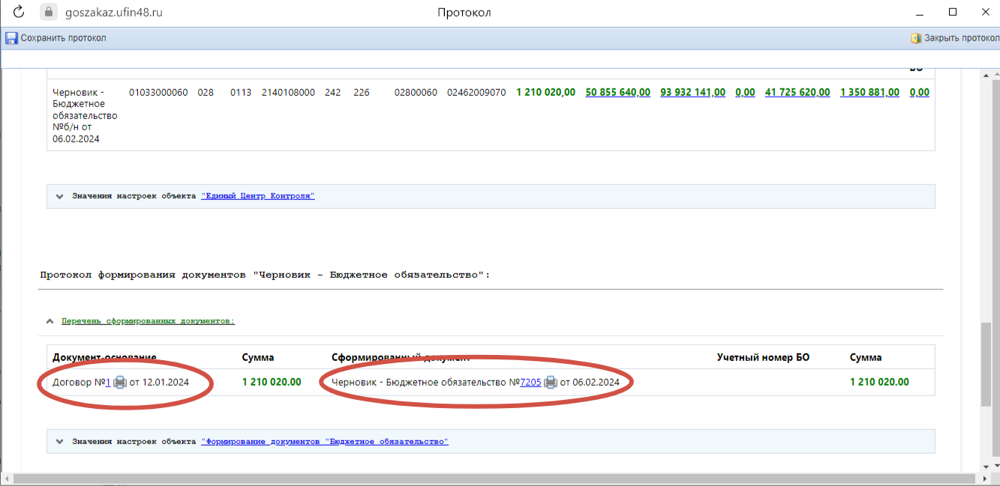 goszakaz.ufin48.ru
Протокол
Сохранить протокол
Закрыть протокол
Черновик - 01033000060 028 0113 2140108000 242 226 02800060 02462009070 1 210 020,00 50 855 640,00 93 932 141,00 0,00 41 725 620,00 1 350 881,00 0,00
Бюджетное
обязательство
№б/н от
06.02.2024
Значения настроек объекта "Единый Центр Контроля"
Протокол формирования документов "Черновик - Бюджетное обязательство":
Перечень сформированных документов:
Документ-основание Сумма Сформированный документ Учетный номер БО Сумма
Договор №1 от 12.01.2024 1 210 020.00 Черновик - Бюджетное обязательство №7205 от 06.02.2024 1 210 020.00
Значения настроек объекта "Формирование документов "Бюджетное обязательство"